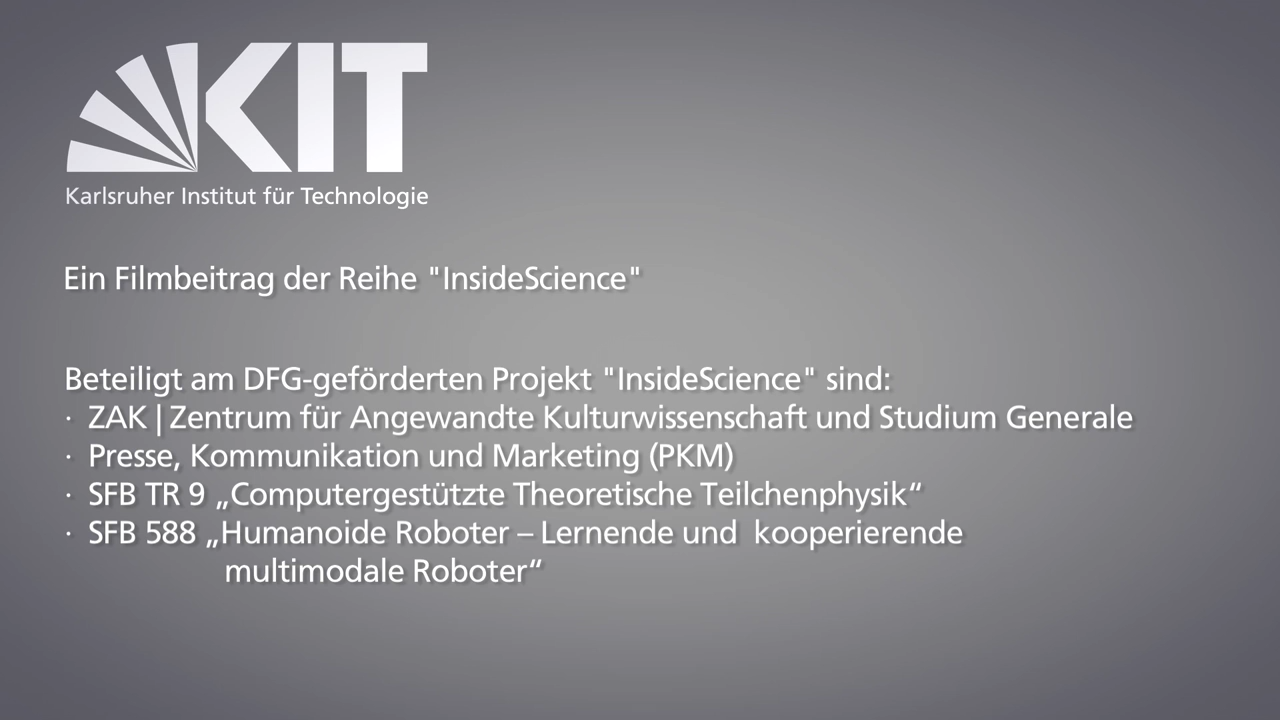 KIT
Karlsruher Institut für Technologie
Ein Filmbeitrag der Reihe "InsideScience"
Beteiligt am DFG-geförderten Projekt "InsideScience" sind:
· ZAK | Zentrum für Angewandte Kulturwissenschaft und Studium Generale
· Presse, Kommunikation und Marketing (PKM)
· SFB TR 9 „Computergestützte Theoretische Teilchenphysik“
· SFB 588 „Humanoide Roboter – Lernende und kooperierende
multimodale Roboter“